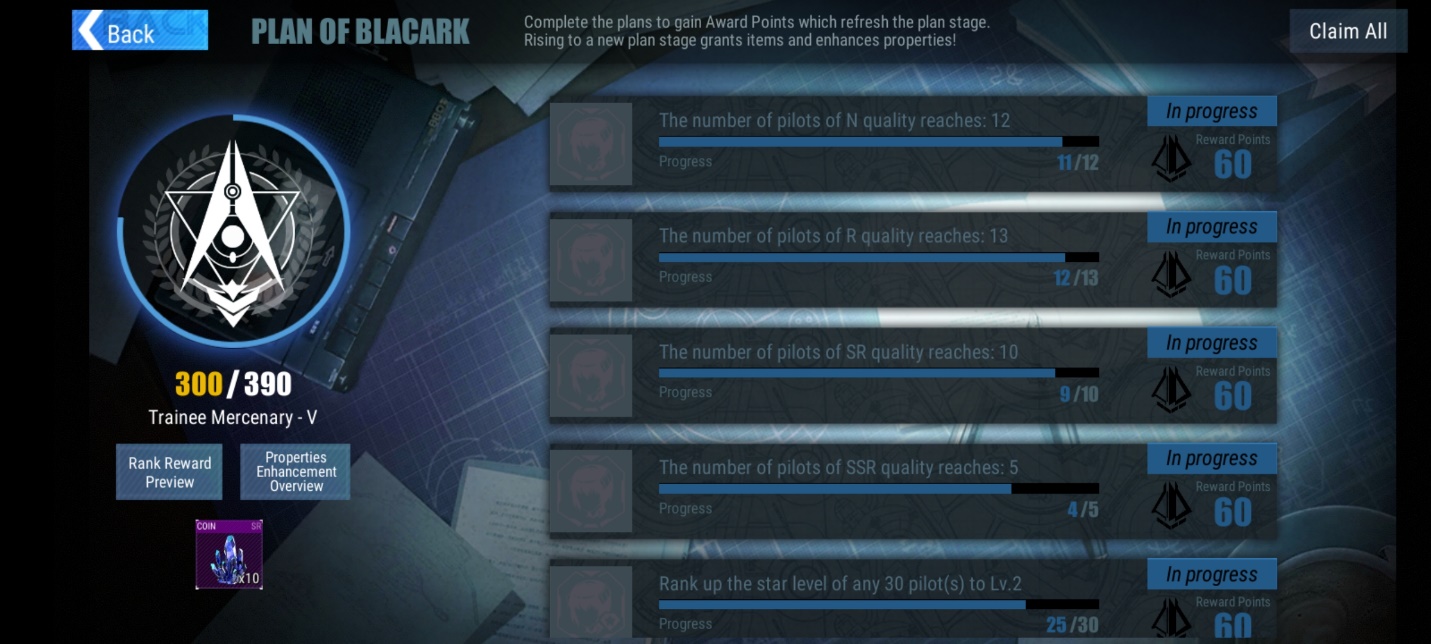 Back
PLAN OF BLACARK
Complete the plans to gain Award Points which refresh the plan stage.
Rising to a new plan stage grants items and enhances properties!
Claim All
300/390
Trainee Mercenary - V
Rank Reward
Preview
Properties
Enhancement
Overview
COIN SR
x10
The number of pilots of N quality reaches: 12
Progress 11/12
In progress
Reward Points
60
The number of pilots of R quality reaches: 13
Progress 12/13
In progress
Reward Points
60
The number of pilots of SR quality reaches: 10
Progress 9/10
In progress
Reward Points
60
The number of pilots of SSR quality reaches: 5
Progress 4/5
In progress
Reward Points
60
Rank up the star level of any 30 pilot(s) to Lv.2
Progress 25/30
In progress
Reward Points
60